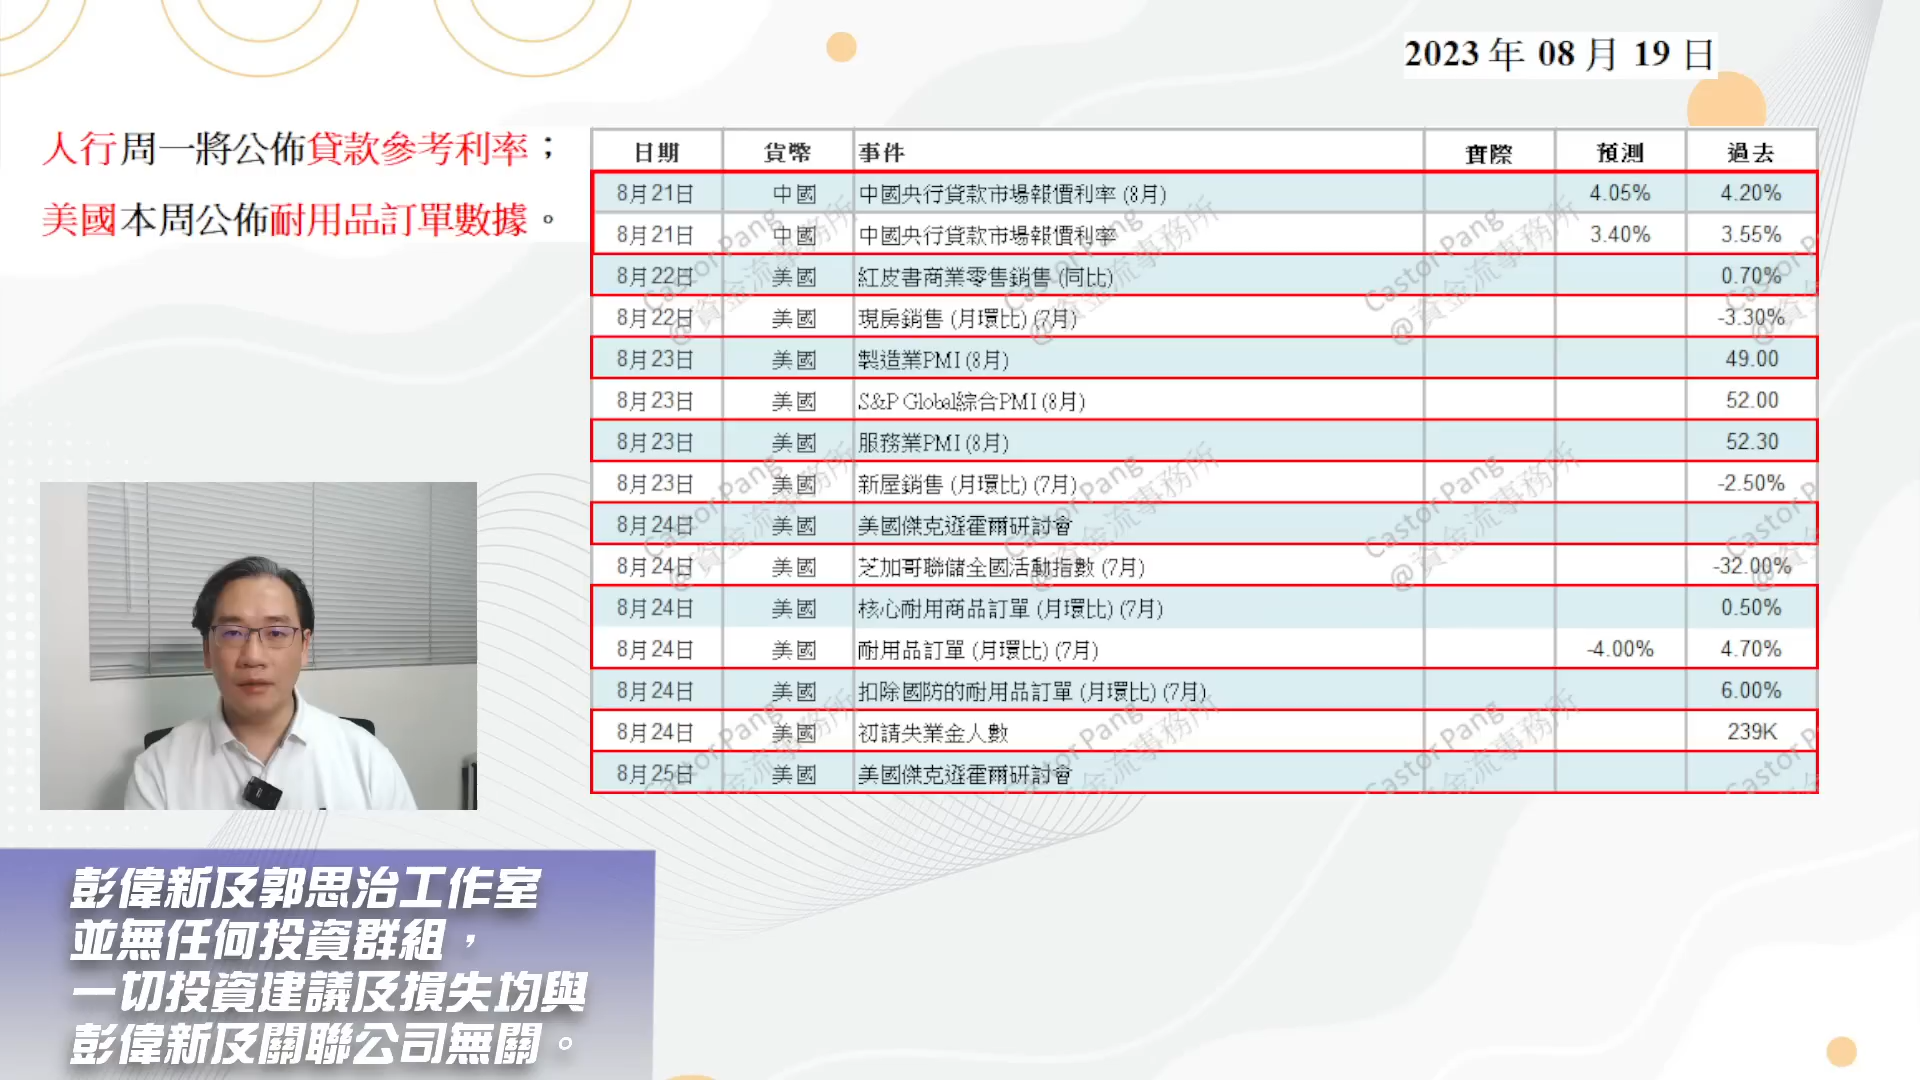 2023 年 08 月 19 日
人行周一將公佈貸款參考利率；
美國本周公佈耐用品訂單數據。
日期 貨幣 事件 實際 預測 過去
8月21日 中國 中國央行貸款市場報價利率 (8月) 4.05% 4.20%
8月21日 中國 中國央行貸款市場報價利率 3.40% 3.55%
8月22日 美國 紅皮書商業零售銷售 (同比) 0.70%
8月22日 美國 現房銷售 (月環比) (7月) -3.30%
8月23日 美國 製造業PMI (8月) 49.00
8月23日 美國 S&P Global綜合PMI (8月) 52.00
8月23日 美國 服務業PMI (8月) 52.30
8月23日 美國 新屋銷售 (月環比) (7月) -2.50%
8月24日 美國 美國傑克遜霍爾研討會
8月24日 美國 芝加哥聯儲全國活動指數 (7月) -32.00%
8月24日 美國 核心耐用商品訂單 (月環比) (7月) 0.50%
8月24日 美國 耐用品訂單 (月環比) (7月) -4.00% 4.70%
8月24日 美國 扣除國防的耐用品訂單 (月環比) (7月) 6.00%
8月24日 美國 初請失業金人數 239K
8月25日 美國 美國傑克遜霍爾研討會
Castor Pang
@資金流事務所
彭偉新及郭思治工作室
並無任何投資群組，
一切投資建議及損失均與
彭偉新及關聯公司無關。